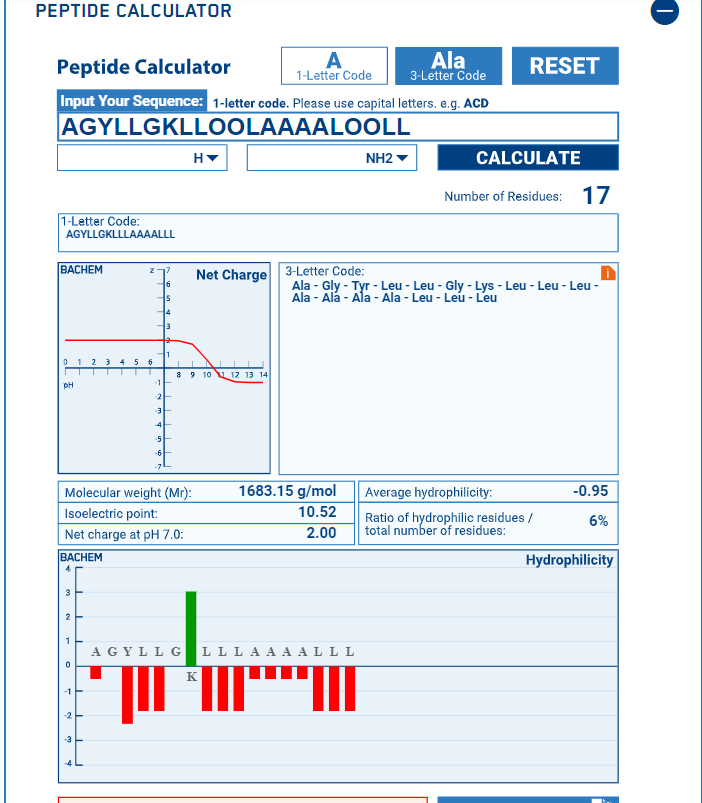 PEPTIDE CALCULATOR
Peptide Calculator
A
1-Letter Code
Ala
3-Letter Code
RESET
Input Your Sequence: 1-letter code. Please use capital letters. e.g. ACD
AGYLLGKLLOOLAAAALOOLL
H
NH2
CALCULATE
Number of Residues: 17
1-Letter Code:
AGYLLGKLLLAAAALLL
BACHEM
Net Charge
z
7
6
5
4
3
2
1
0 1 2 3 4 5 6
8 9 10 11 12 13 14
pH
-1
-2
-3
-4
-5
-6
-7
3-Letter Code:
i
Ala - Gly - Tyr - Leu - Leu - Gly - Lys - Leu - Leu - Leu -
Ala - Ala - Ala - Ala - Leu - Leu - Leu
Molecular weight (Mr): 1683.15 g/mol
Isoelectric point: 10.52
Net charge at pH 7.0: 2.00
Average hydrophilicity: -0.95
Ratio of hydrophilic residues /
total number of residues: 6%
BACHEM
Hydrophilicity
4
3
2
1
A G Y L L G L L L A A A A L L L
0
K
-1
-2
-3
-4